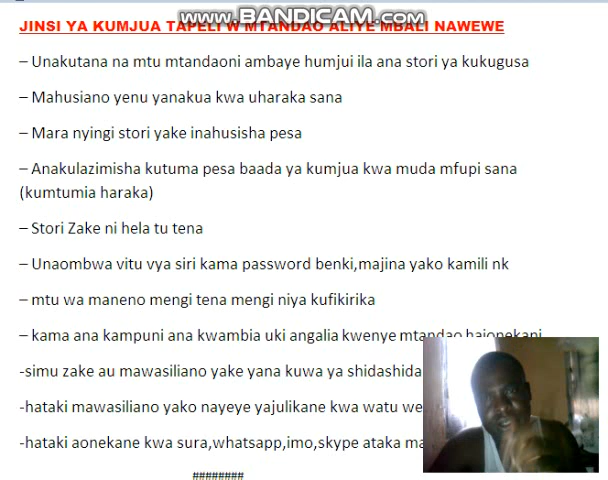 www.BANDICAM.com
JINSI YA KUMJUA TAPELI W MTANDAO ALIYE MBALI NAWEWE
– Unakutana na mtu mtandaoni ambaye humjui ila ana stori ya kukugusa
– Mahusiano yenu yanakua kwa uharaka sana
– Mara nyingi stori yake inahusisha pesa
– Anakulazimisha kutuma pesa baada ya kumjua kwa muda mfupi sana
(kumtumia haraka)
– Stori Zake ni hela tu tena
– Unaombwa vitu vya siri kama password benki,majina yako kamili nk
– mtu wa maneno mengi tena mengi niya kufikirika
– kama ana kampuni ana kwambia uki angalia kwenye mtandao haionekani
-simu zake au mawasiliano yake yana kuwa ya shidashida
-hataki mawasiliano yako nayeye yajulikane kwa watu
-hataki aonekane kwa sura,whatsapp,imo,skype ataka
########